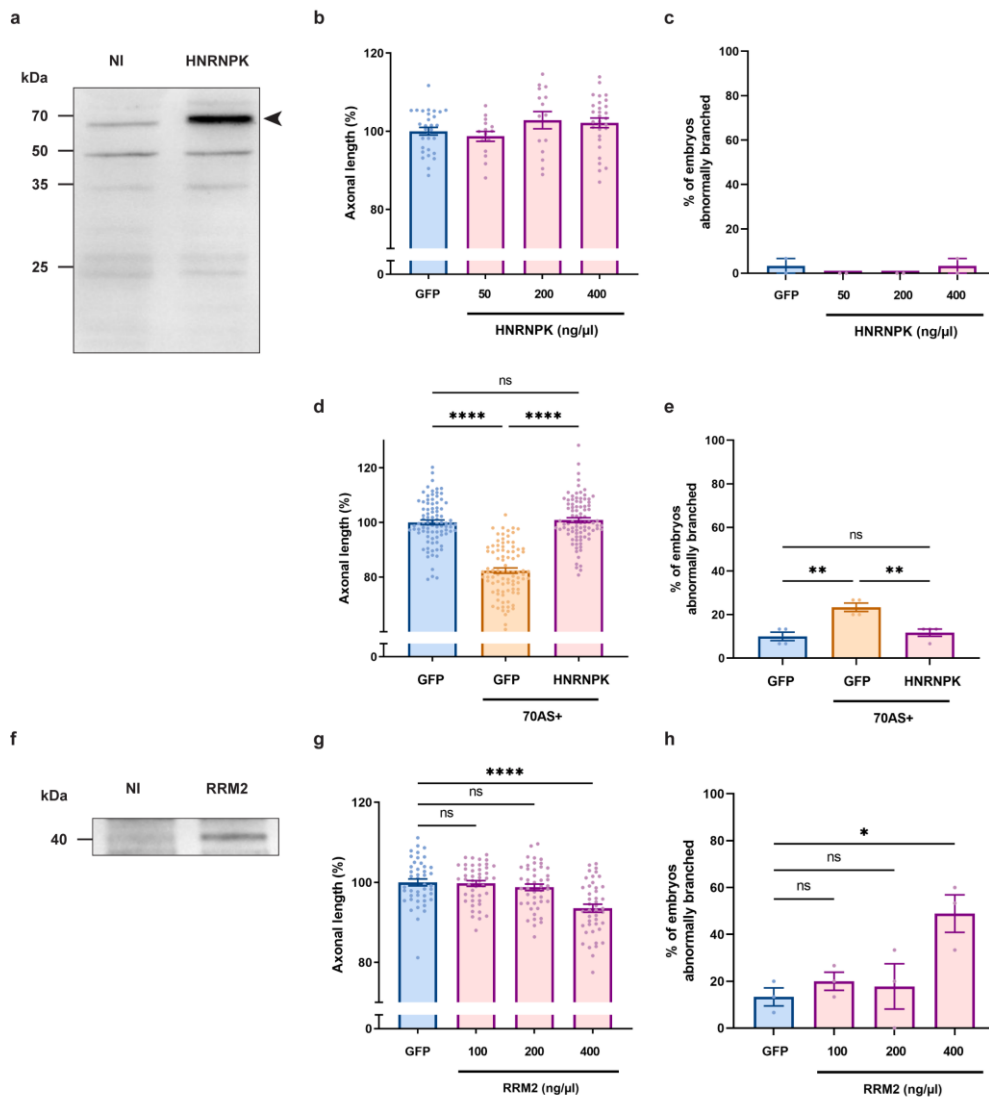 a
NI HNRNPK
kDa
70
50
35
25
b
Axonal length (%)
120
100
80
0
GFP 50 200 400
HNRNPK (ng/µl)
c
% of embryos
abnormally branched
100
80
60
40
20
0
GFP 50 200 400
HNRNPK (ng/µl)
d
ns
**** ****
Axonal length (%)
120
100
80
0
GFP GFP HNRNPK
70AS+
e
% of embryos
abnormally branched
100
80
60
40
20
0
ns
** **
GFP GFP HNRNPK
70AS+
f
NI RRM2
kDa
40
g
****
ns
ns
Axonal length (%)
120
100
80
0
GFP 100 200 400
RRM2 (ng/µl)
h
% of embryos
abnormally branched
100
80
60
40
20
0
*
ns
ns
GFP 100 200 400
RRM2 (ng/µl)